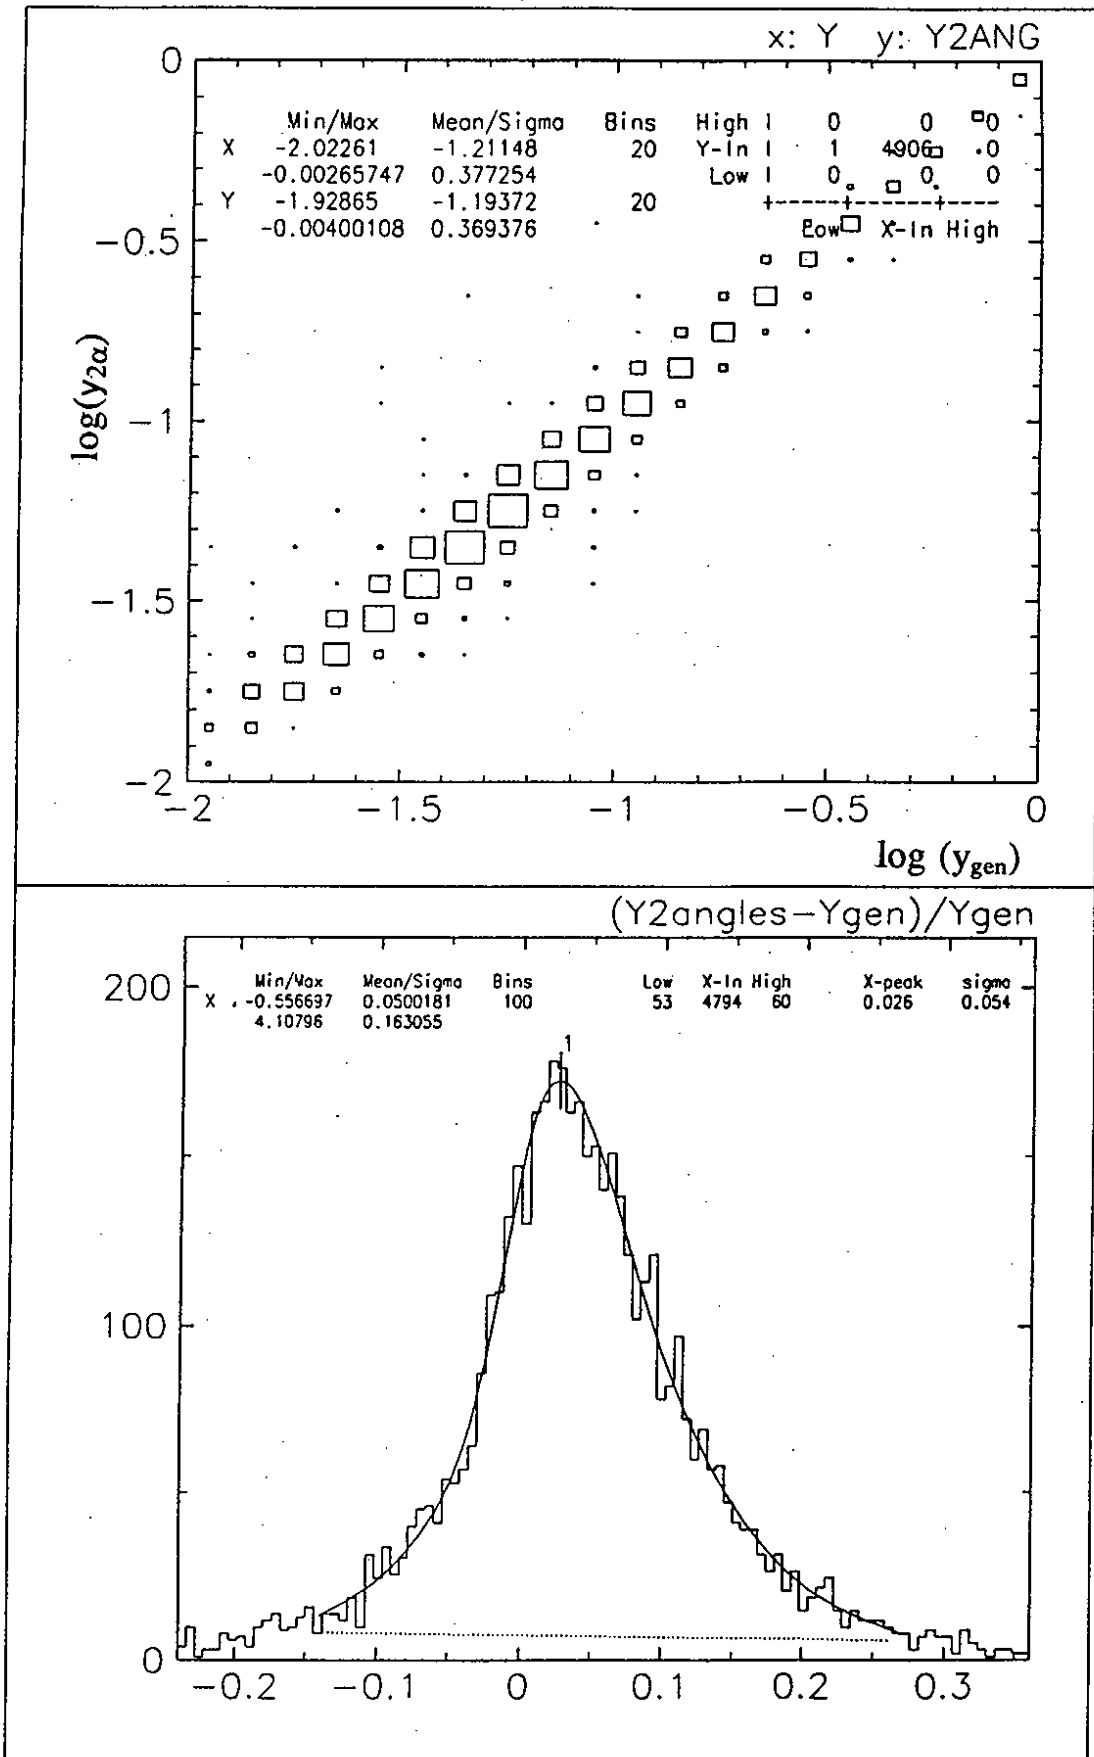 x: Y y: Y2ANG
Min/Max Mean/Sigma Bins High | 0 0 0
X -2.02261 -1.21148 20 Y-In | 1 4906 0
-0.00265747 0.377254 Low | 0 0 0
Y -1.92865 -1.19372 20 +------+------+------
-0.00400108 0.369376 Low X-In High
0
-0.5
-1
-1.5
-2
log(y2α)
-2 -1.5 -1 -0.5 0
log (ygen)
(Y2angles-Ygen)/Ygen
Min/Max Mean/Sigma Bins Low X-In High X-peak sigma
X -0.556697 0.0500181 100 53 4794 60 0.026 0.054
4.10796 0.163055
1
200
100
0
-0.2 -0.1 0 0.1 0.2 0.3